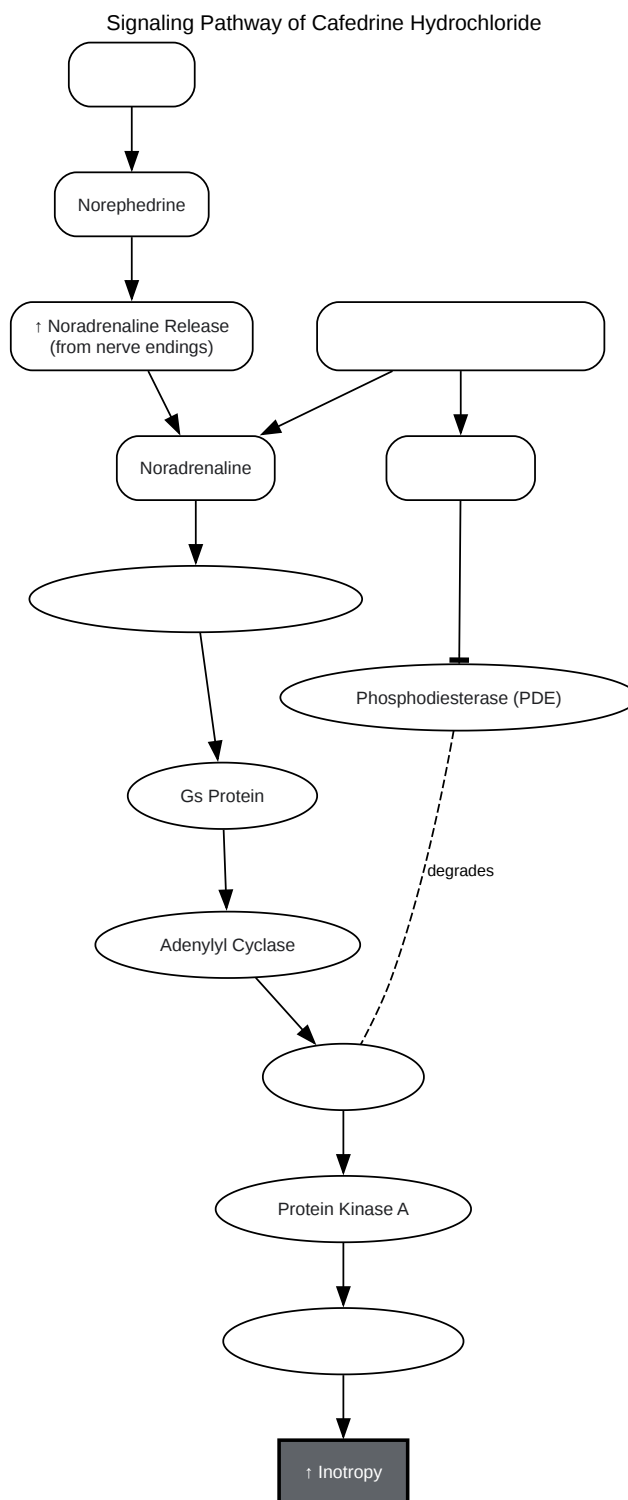 Signaling Pathway of Cafedrine Hydrochloride
Norephedrine
↑ Noradrenaline Release
(from nerve endings)
Noradrenaline
Phosphodiesterase (PDE)
Gs Protein
degrades
Adenylyl Cyclase
Protein Kinase A
↑ Inotropy